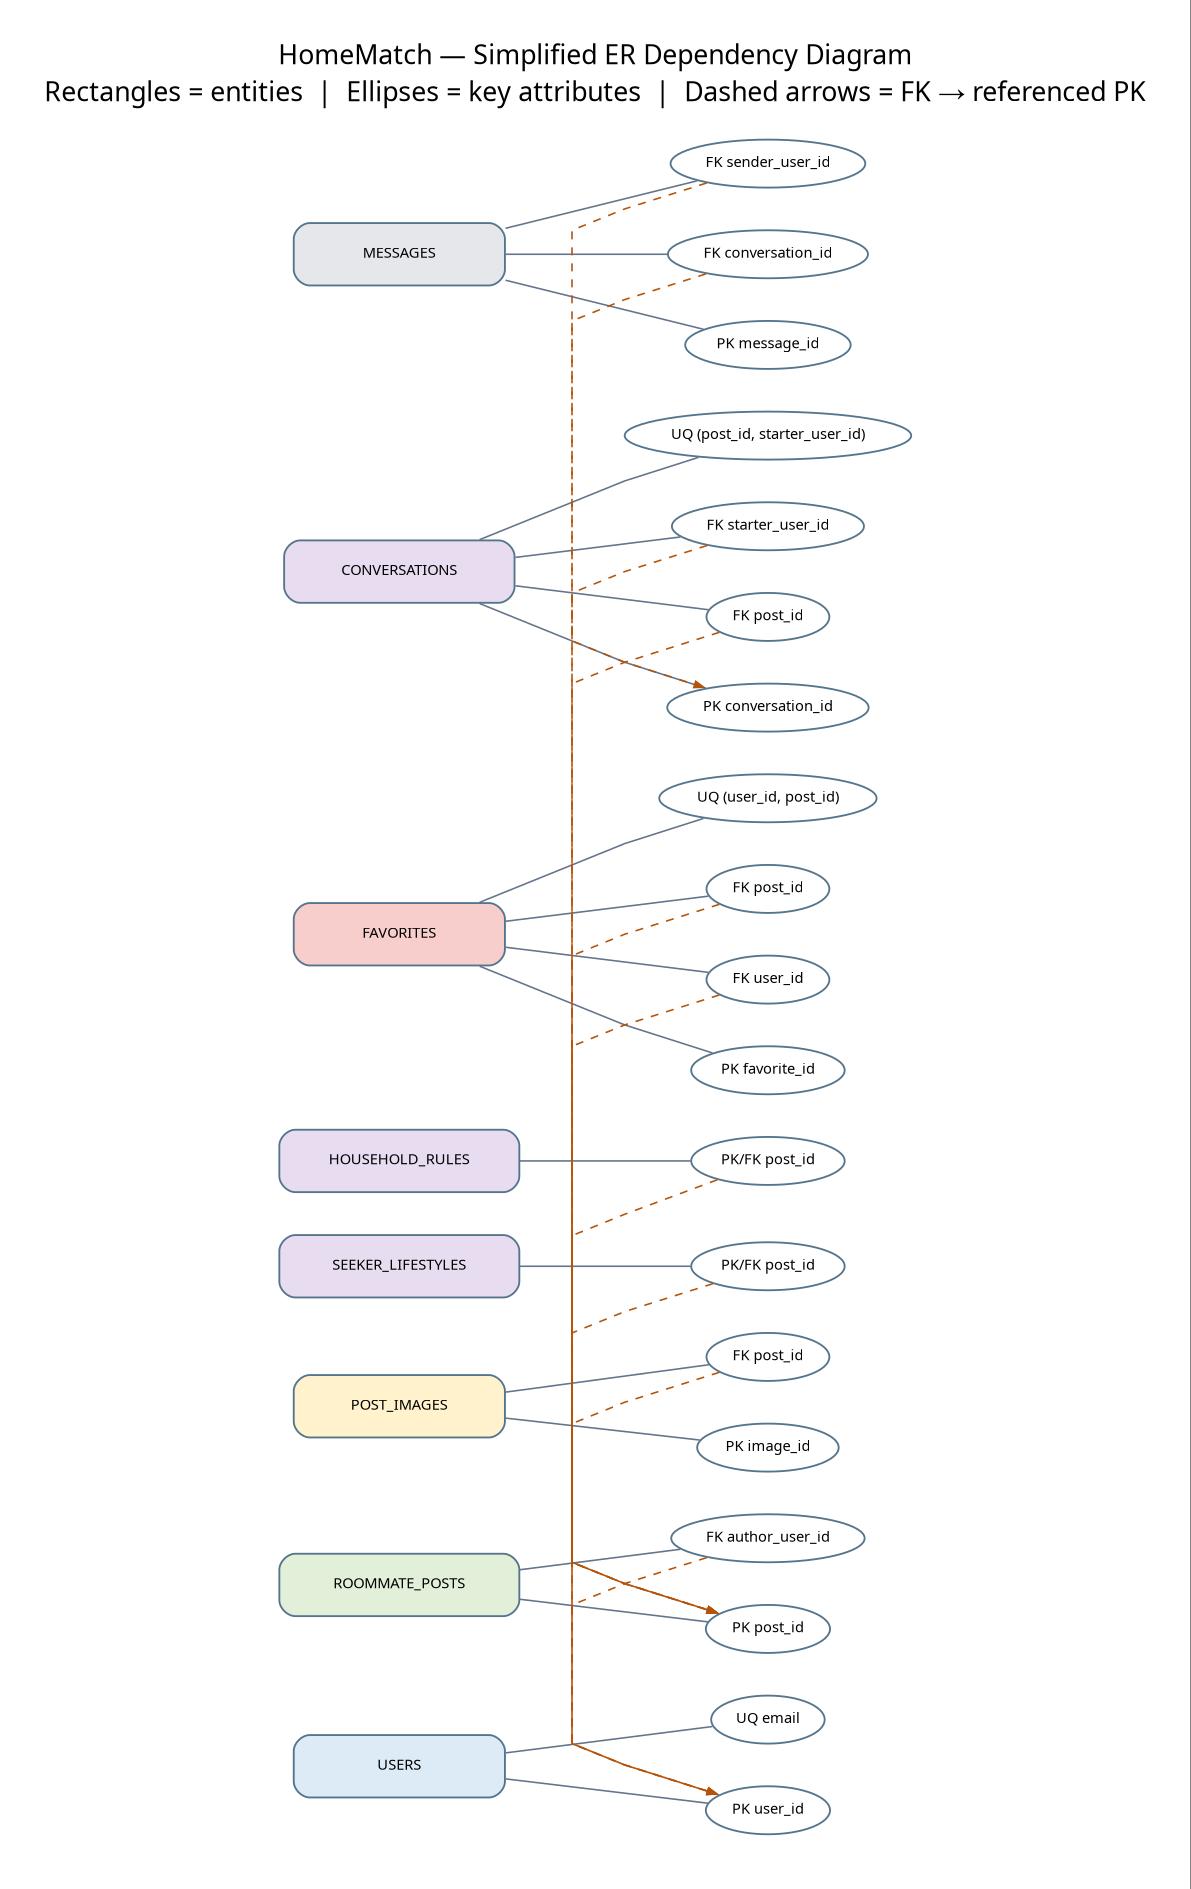 HomeMatch — Simplified ER Dependency Diagram
Rectangles = entities | Ellipses = key attributes | Dashed arrows = FK → referenced PK
FK sender_user_id
MESSAGES
FK conversation_id
PK message_id
UQ (post_id, starter_user_id)
FK starter_user_id
CONVERSATIONS
FK post_id
PK conversation_id
UQ (user_id, post_id)
FK post_id
FAVORITES
FK user_id
PK favorite_id
HOUSEHOLD_RULES
PK/FK post_id
SEEKER_LIFESTYLES
PK/FK post_id
FK post_id
POST_IMAGES
PK image_id
FK author_user_id
ROOMMATE_POSTS
PK post_id
UQ email
USERS
PK user_id